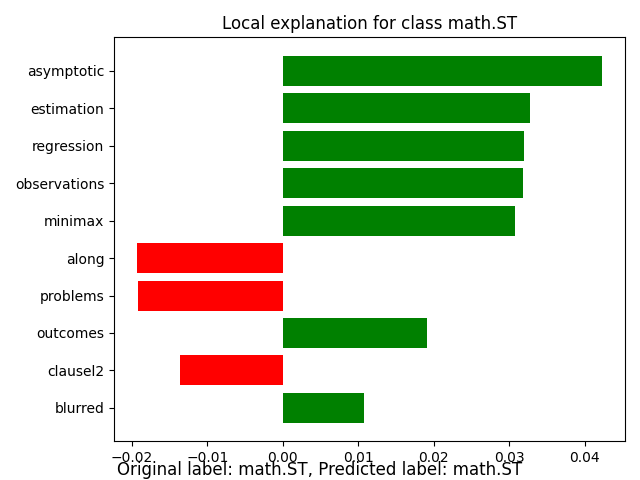 Local explanation for class math.ST
asymptotic
estimation
regression
observations
minimax
along
problems
outcomes
clausel2
blurred
−0.02 −0.01 0.00 0.01 0.02 0.03 0.04
Original label: math.ST, Predicted label: math.ST